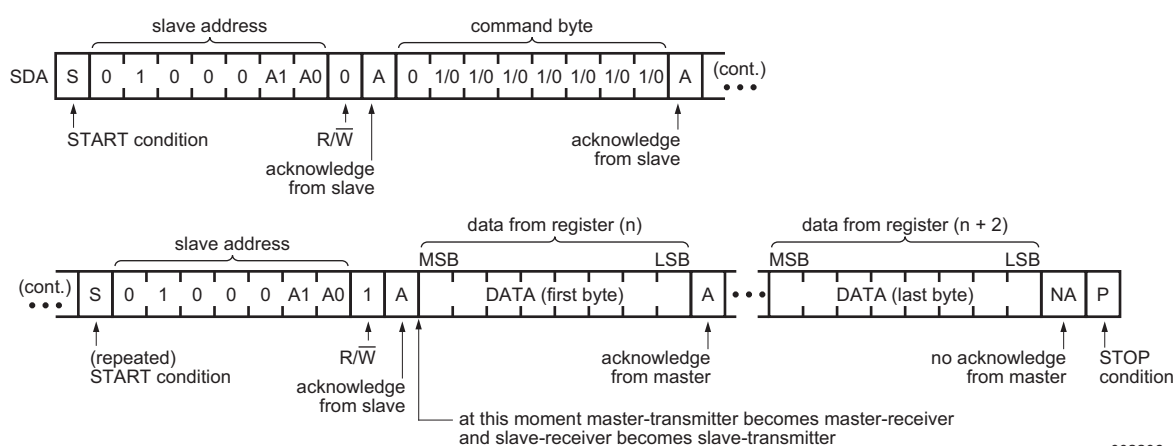 slave address
command byte
SDA S 0 1 0 0 0 A1 A0 0 A 0 1/0 1/0 1/0 1/0 1/0 1/0 1/0 A (cont.)
START condition
R/W
acknowledge
from slave
acknowledge
from slave
slave address
data from register (n)
data from register (n + 2)
MSB LSB MSB LSB
(cont.) S 0 1 0 0 0 A1 A0 1 A DATA (first byte) A DATA (last byte) NA P
(repeated)
START condition
R/W
acknowledge
from slave
acknowledge
from master
no acknowledge
from master
STOP
condition
at this moment master-transmitter becomes master-receiver
and slave-receiver becomes slave-transmitter